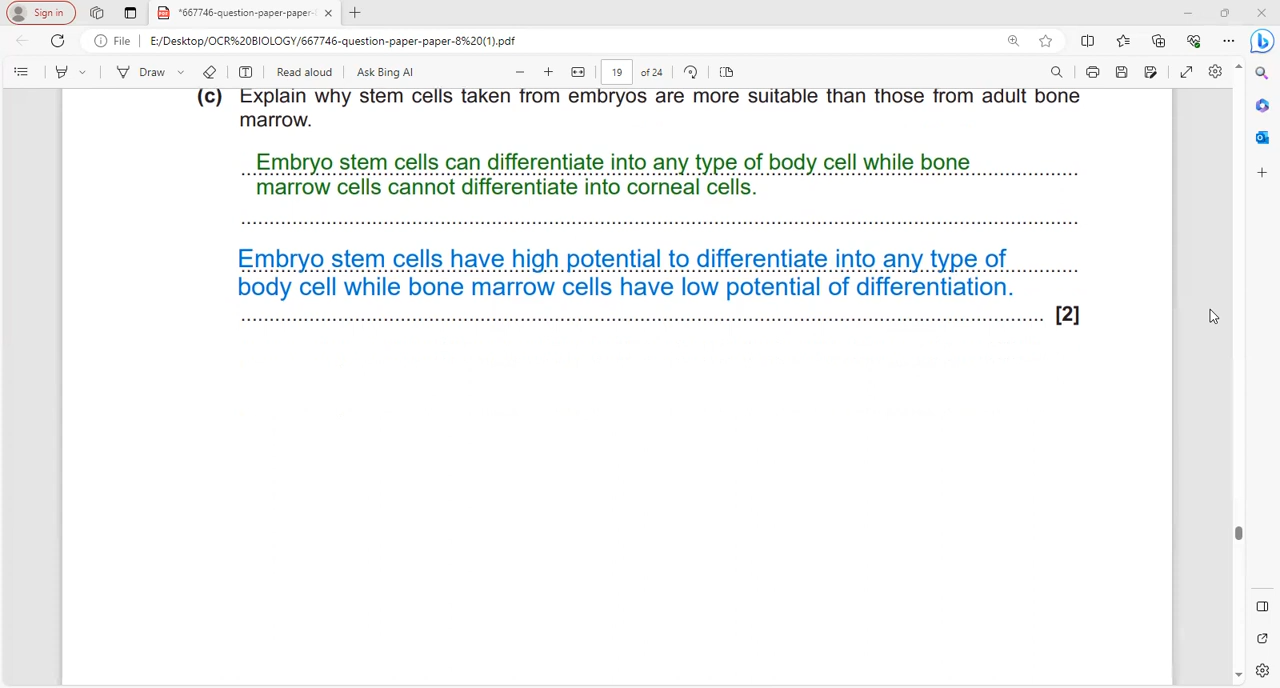 Sign in
*667746-question-paper-paper-
File
E:/Desktop/OCR%20BIOLOGY/667746-question-paper-paper-8%20(1).pdf
Draw
Read aloud
Ask Bing AI
19
of 24
(c) Explain why stem cells taken from embryos are more suitable than those from adult bone
marrow.
Embryo stem cells can differentiate into any type of body cell while bone
marrow cells cannot differentiate into corneal cells.
Embryo stem cells have high potential to differentiate into any type of
body cell while bone marrow cells have low potential of differentiation.
[2]